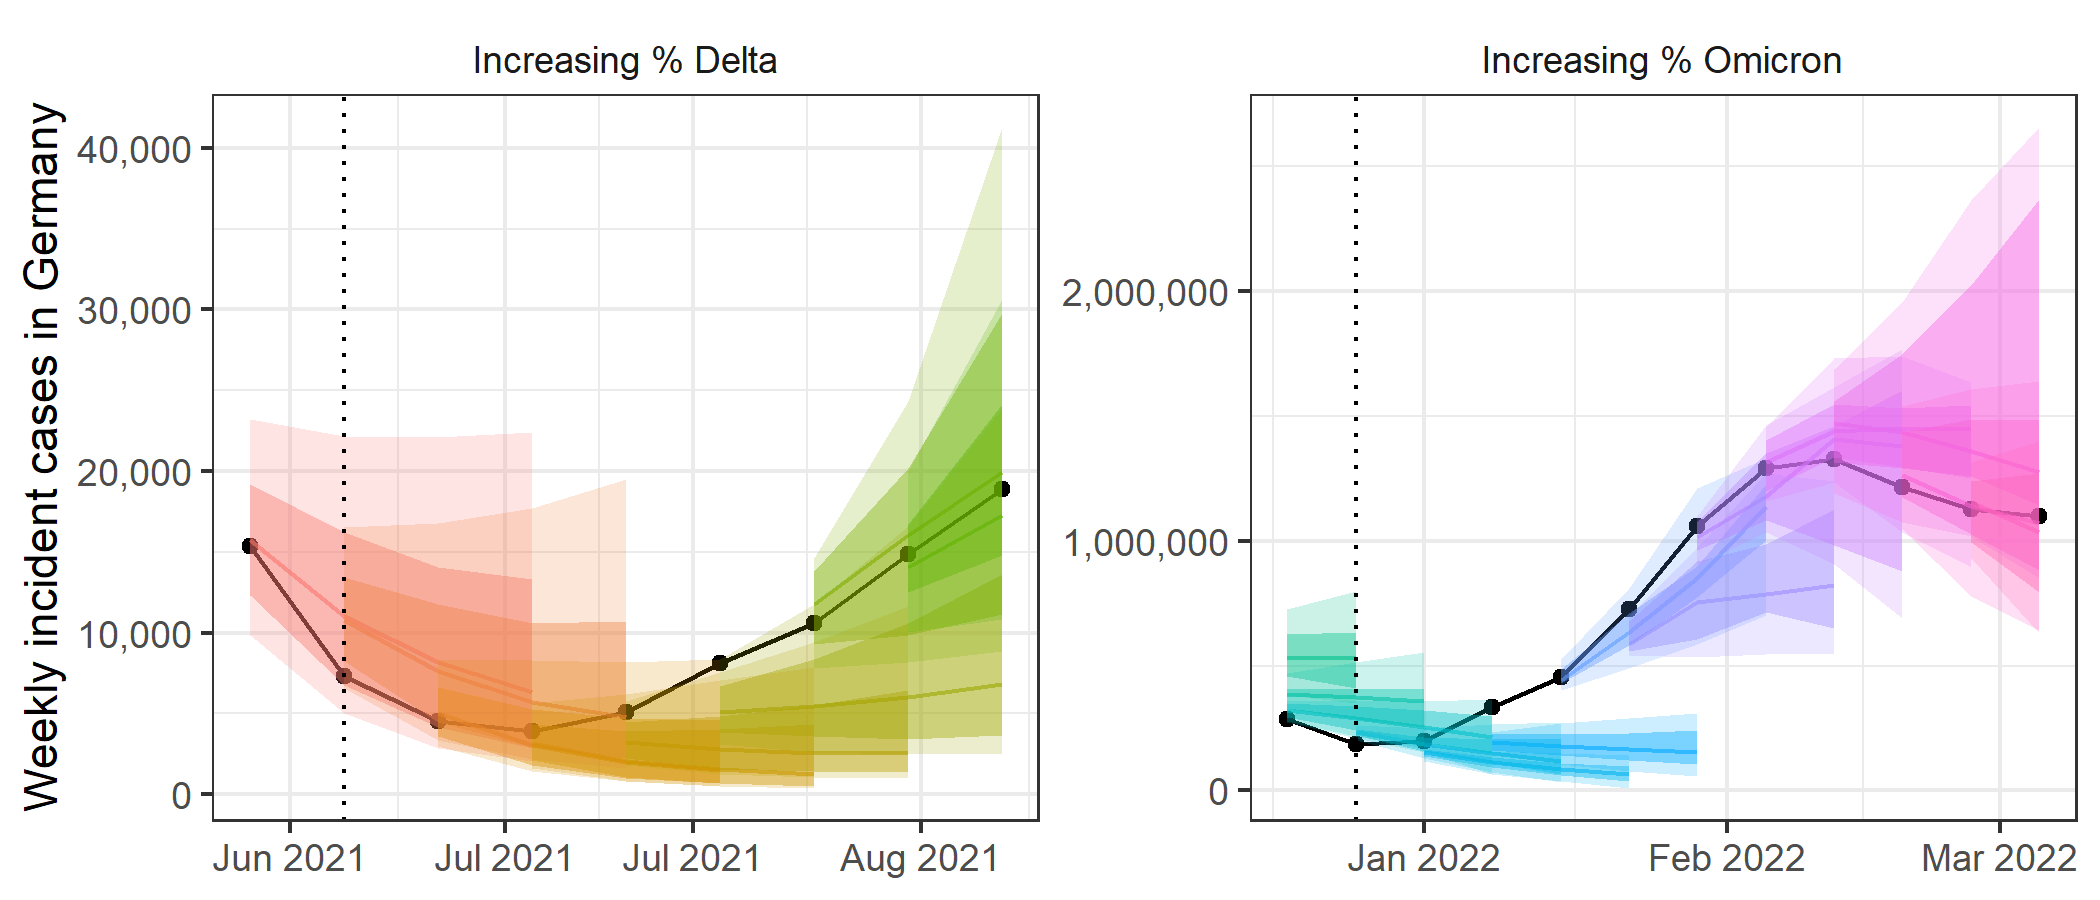 Increasing % Delta
Increasing % Omicron
Weekly incident cases in Germany
40,000
30,000
20,000
10,000
0
2,000,000
1,000,000
0
Jun 2021
Jul 2021
Jul 2021
Aug 2021
Jan 2022
Feb 2022
Mar 2022